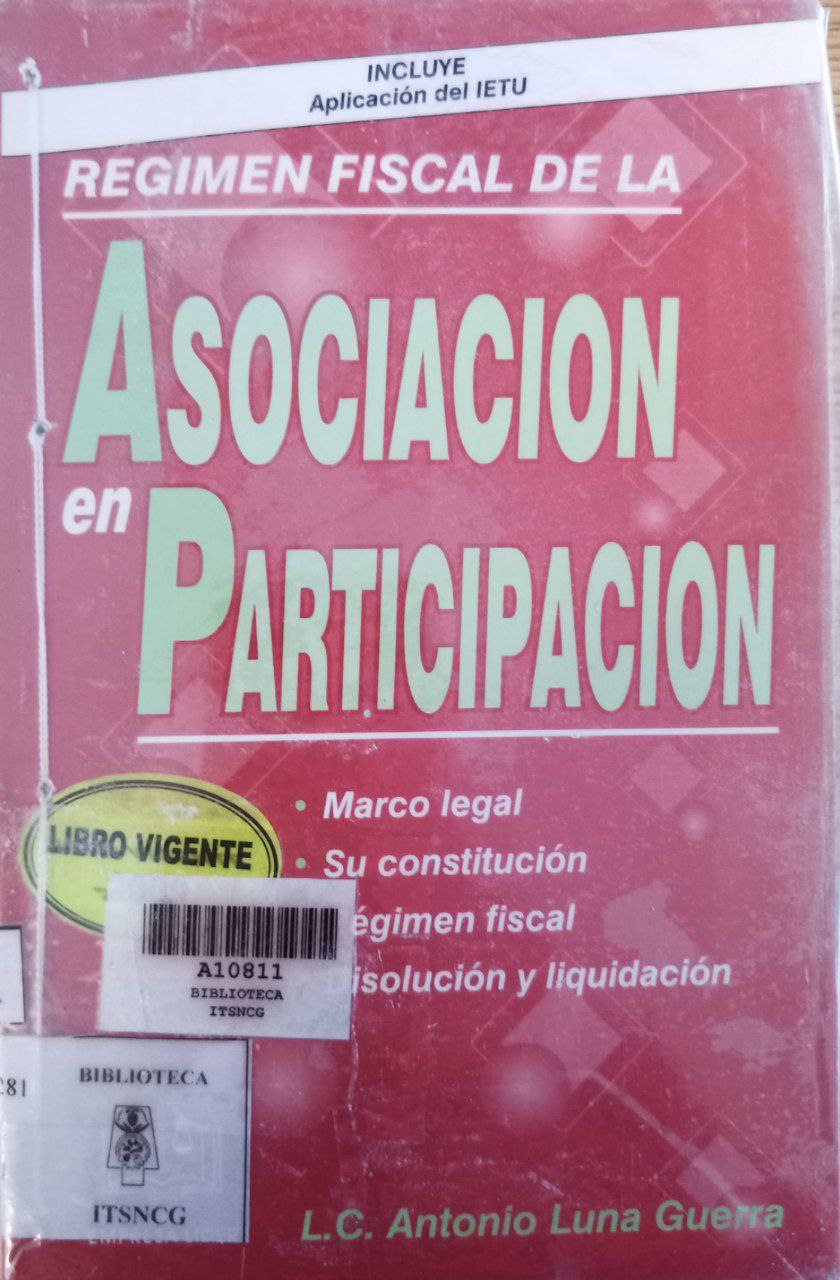 INCLUYE
Aplicación del IETU
REGIMEN FISCAL DE LA
ASOCIACION
en
PARTICIPACION
• Marco legal
• Su constitución
égimen fiscal
isolución y liquidación
LIBRO VIGENTE
A10811
BIBLIOTECA
ITSNCG
281
BIBLIOTECA
ITSNCG
L.C. Antonio Luna Guerra